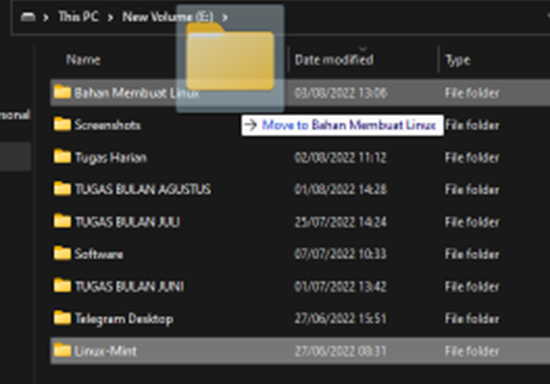 This PC > New Volume (E:) >
Name Date modified Type
sonal
Bahan Membuat Linux 03/08/2022 13:06 File folder
Screenshots File folder
→ Move to Bahan Membuat Linux
Tugas Harian 02/08/2022 11:12 File folder
TUGAS BULAN AGUSTUS 01/08/2022 14:28 File folder
TUGAS BULAN JULI 25/07/2022 14:24 File folder
Software 07/07/2022 10:33 File folder
TUGAS BULAN JUNI 01/07/2022 13:42 File folder
Telegram Desktop 27/06/2022 15:51 File folder
Linux-Mint 27/06/2022 08:31 File folder